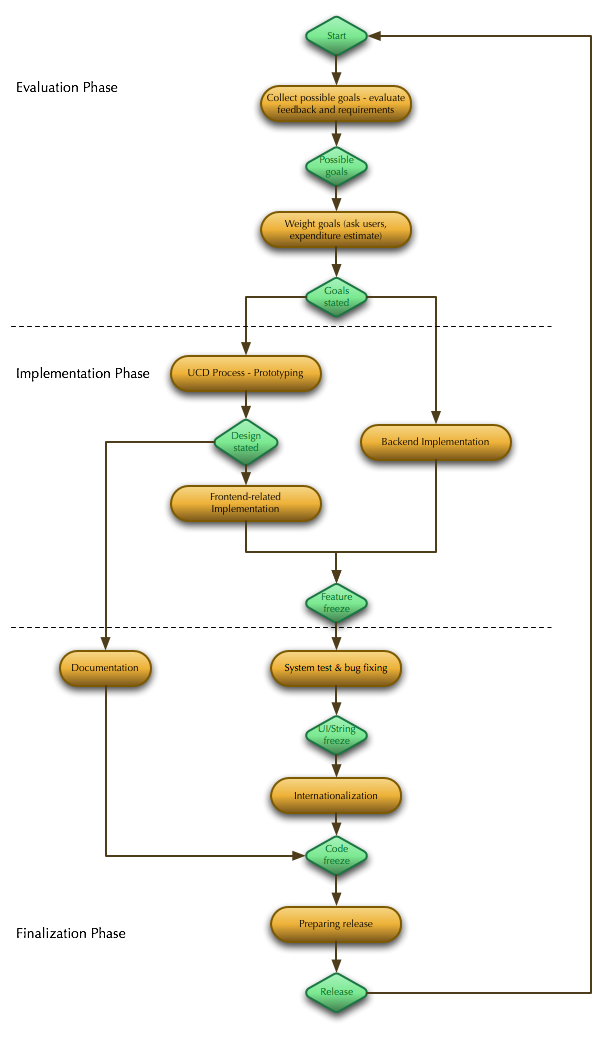 Start
Evaluation Phase
Collect possible goals - evaluate
feedback and requirements
Possible
goals
Weight goals (ask users,
expenditure estimate)
Goals
stated
Implementation Phase
UCD Process - Prototyping
Design
stated
Backend Implementation
Frontend-related
Implementation
Feature
freeze
Documentation
System test & bug fixing
UI/String
freeze
Internationalization
Code
freeze
Preparing release
Finalization Phase
Release